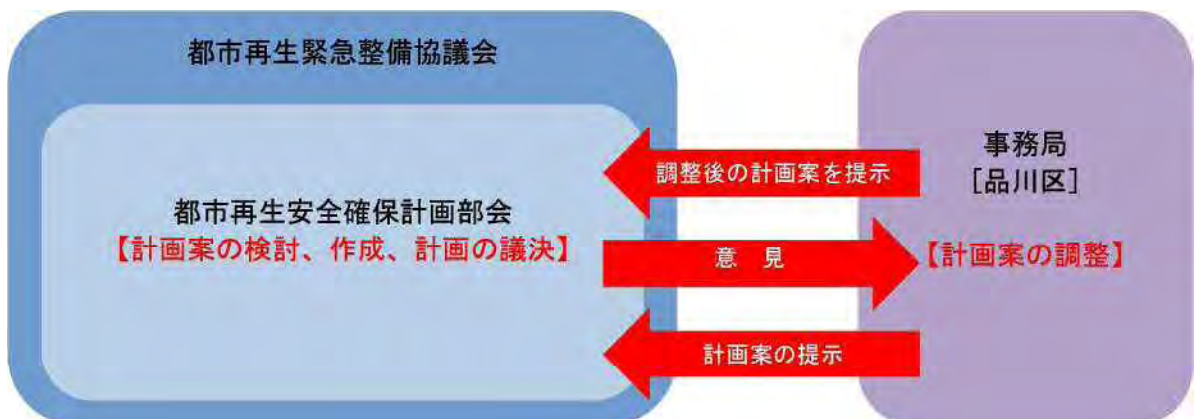 都市再生緊急整備協議会
都市再生安全確保計画部会
【計画案の検討、作成、計画の議決】
調整後の計画案を提示
意 見
計画案の提示
事務局
[品川区]
【計画案の調整】